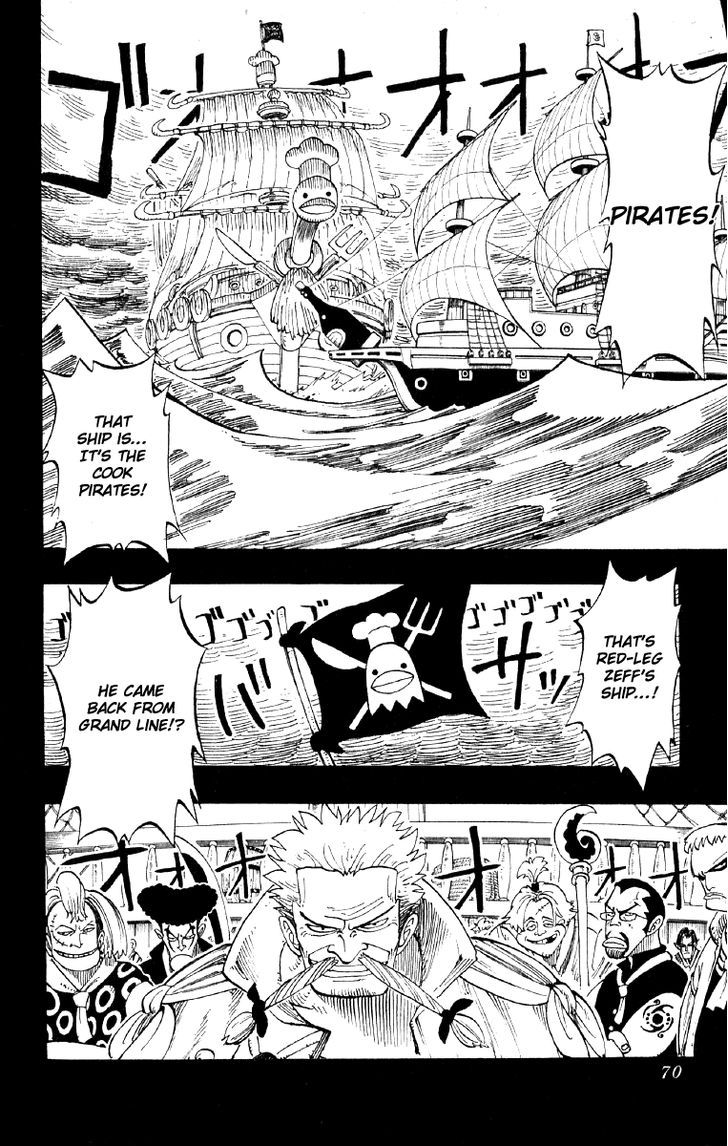 ゴオオオオ
PIRATES!
THAT
SHIP IS...
IT'S THE
COOK
PIRATES!
THAT'S
RED-LEG
ZEFF'S
SHIP...!
ゴゴゴゴ
ゴゴゴゴ
バサ
HE CAME
BACK FROM
GRAND LINE!?
オオオオ
70